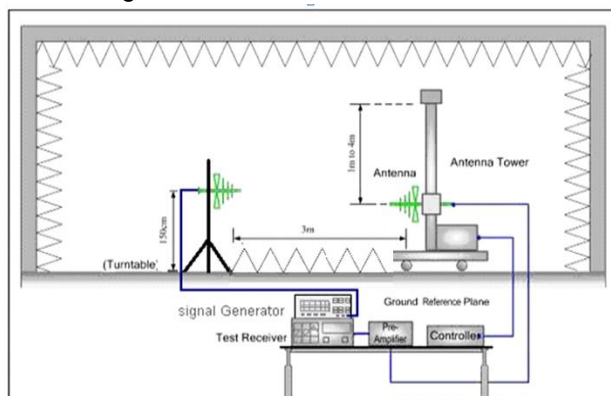 1m to 4m
Antenna
Antenna Tower
150cm
3m
(Turntable)
Ground Reference Plane
signal Generator
Test Receiver
Pre-
Amplifier
Controller